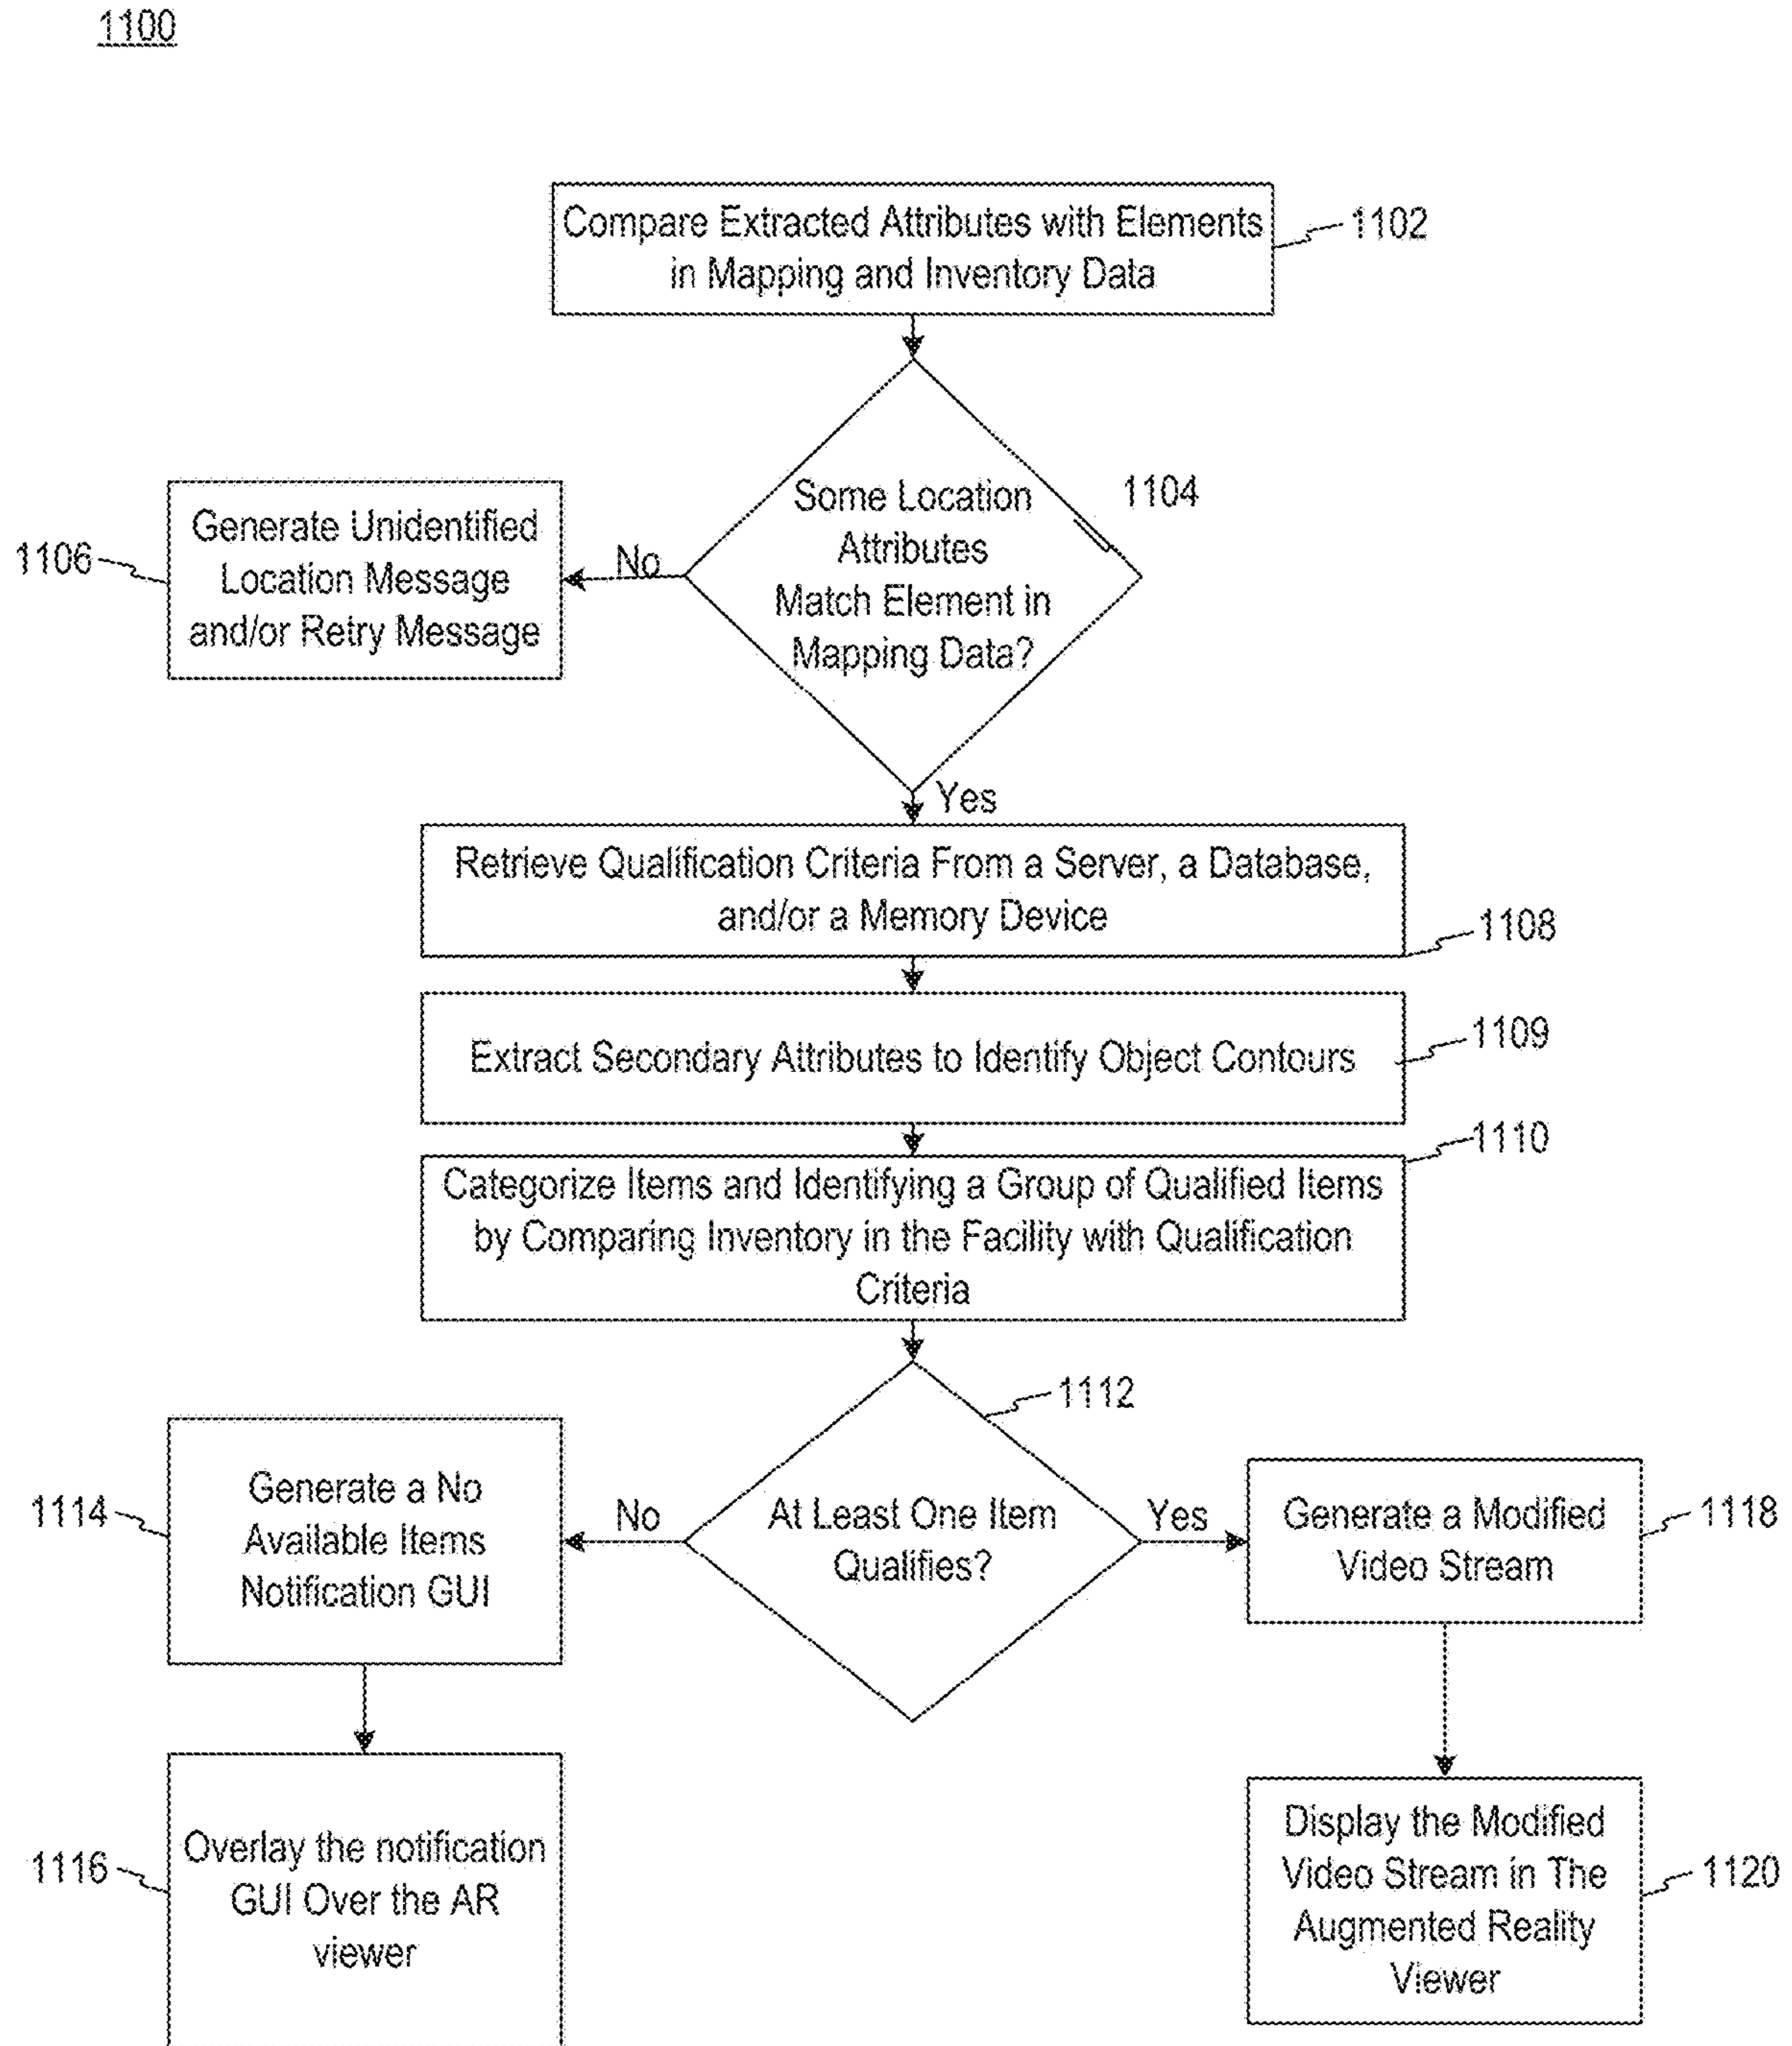 1100
Compare Extracted Attributes with Elements
in Mapping and Inventory Data
1102
Some Location
Attributes
Match Element in
Mapping Data?
1104
No
Generate Unidentified
Location Message
and/or Retry Message
1106
Yes
Retrieve Qualification Criteria From a Server, a Database,
and/or a Memory Device
1108
Extract Secondary Attributes to Identify Object Contours
1109
Categorize Items and Identifying a Group of Qualified Items
by Comparing Inventory in the Facility with Qualification
Criteria
1110
At Least One Item
Qualifies?
1112
No
Generate a No
Available Items
Notification GUI
1114
Yes
Generate a Modified
Video Stream
1118
Overlay the notification
GUI Over the AR
viewer
1116
Display the Modified
Video Stream in The
Augmented Reality
Viewer
1120